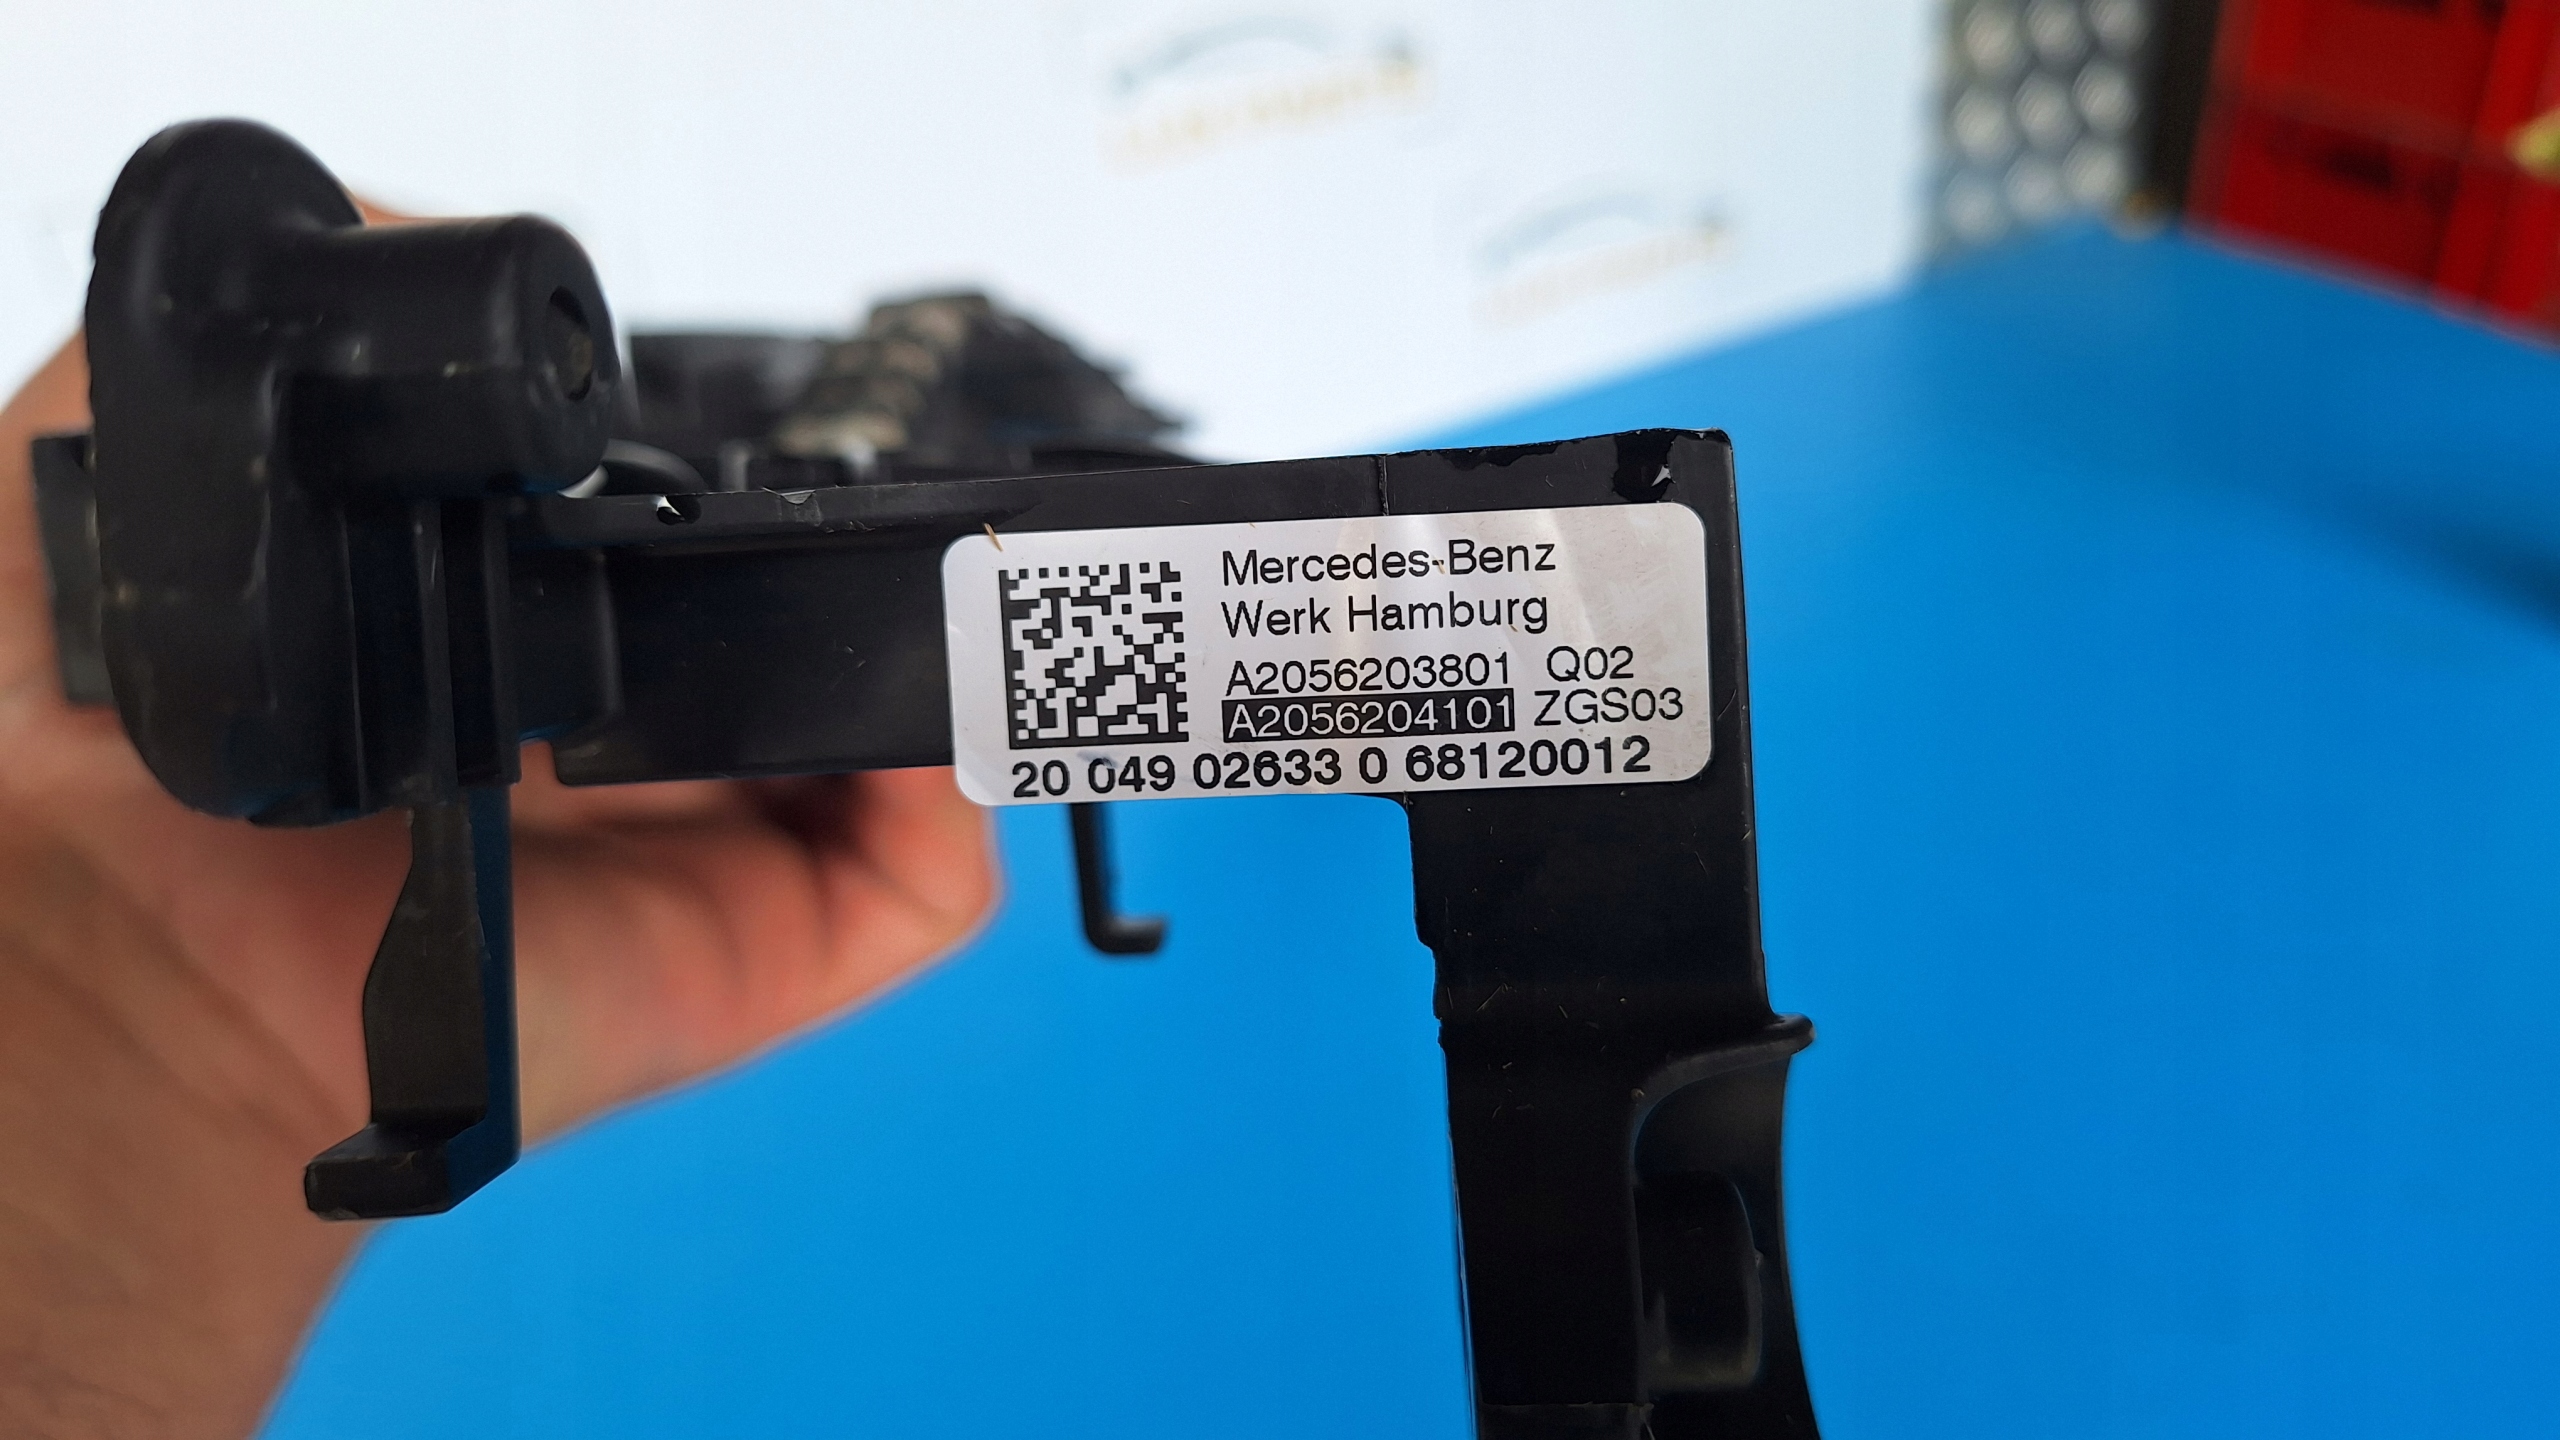 Mercedes-Benz
Werk Hamburg
A2056203801 Q02
A2056204101 ZGS03
20 049 02633 0 68120012